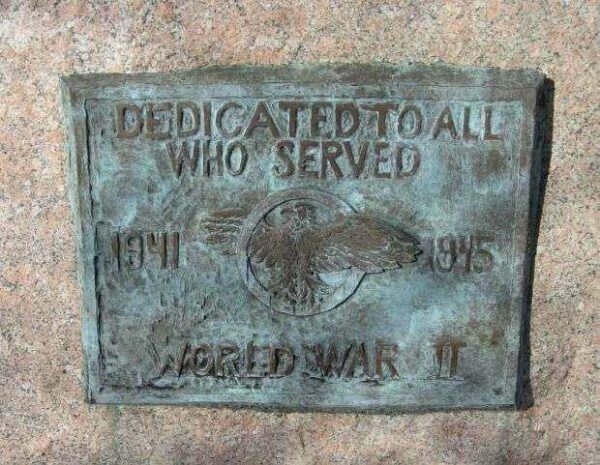 DEDICATED TO ALL
WHO SERVED
1941 1945
WORLD WAR II